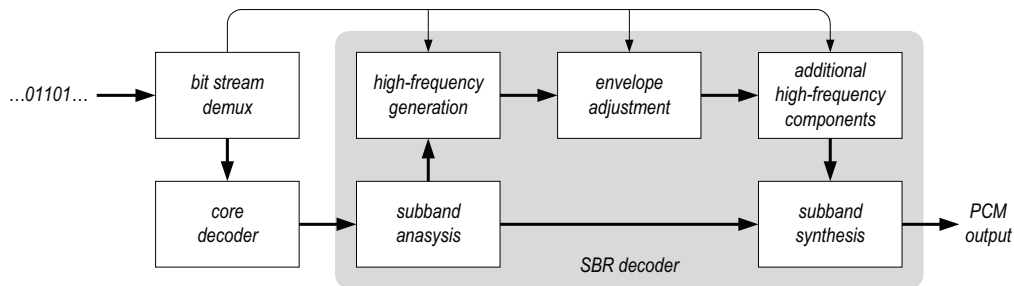 …01101…
bit stream
demux
high-frequency
generation
envelope
adjustment
additional
high-frequency
components
core
decoder
subband
anasysis
subband
synthesis
PCM
output
SBR decoder